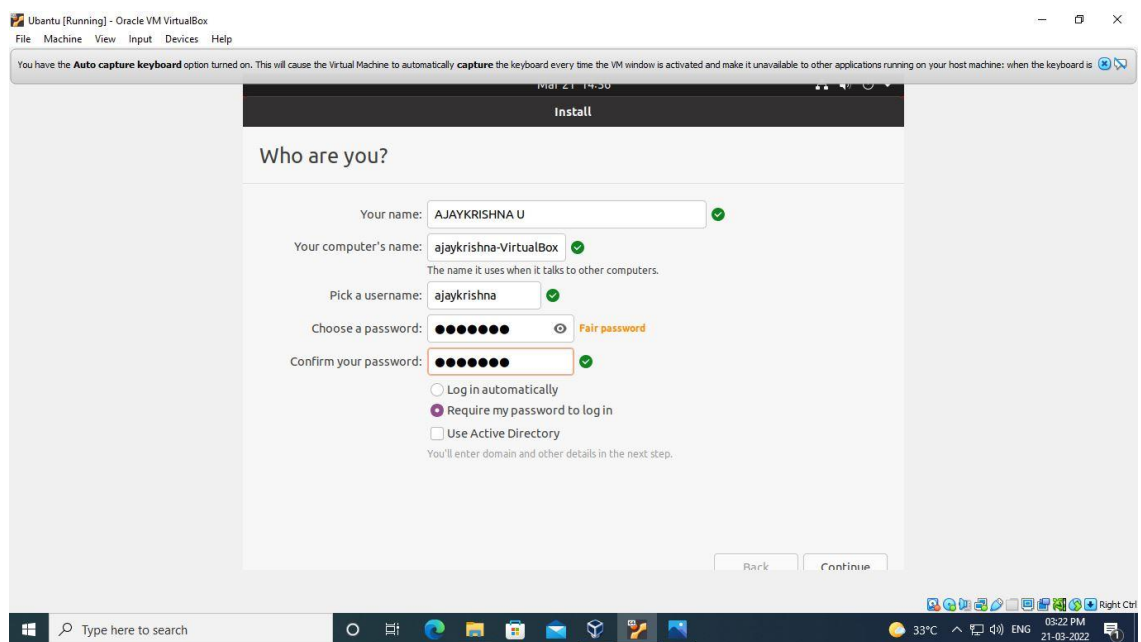 Ubantu [Running] - Oracle VM VirtualBox
File Machine View Input Devices Help
You have the Auto capture keyboard option turned on. This will cause the Virtual Machine to automatically capture the keyboard every time the VM window is activated and make it unavailable to other applications running on your host machine: when the keyboard is
Mar 21 14:56
Install
Who are you?
Your name: AJAYKRISHNA U
Your computer's name: ajaykrishna-VirtualBox
The name it uses when it talks to other computers.
Pick a username: ajaykrishna
Choose a password: ●●●●●●● Fair password
Confirm your password: ●●●●●●●
Log in automatically
Require my password to log in
Use Active Directory
You'll enter domain and other details in the next step.
Back Continue
Right Ctrl
Type here to search
33°C ENG 03:22 PM
21-03-2022